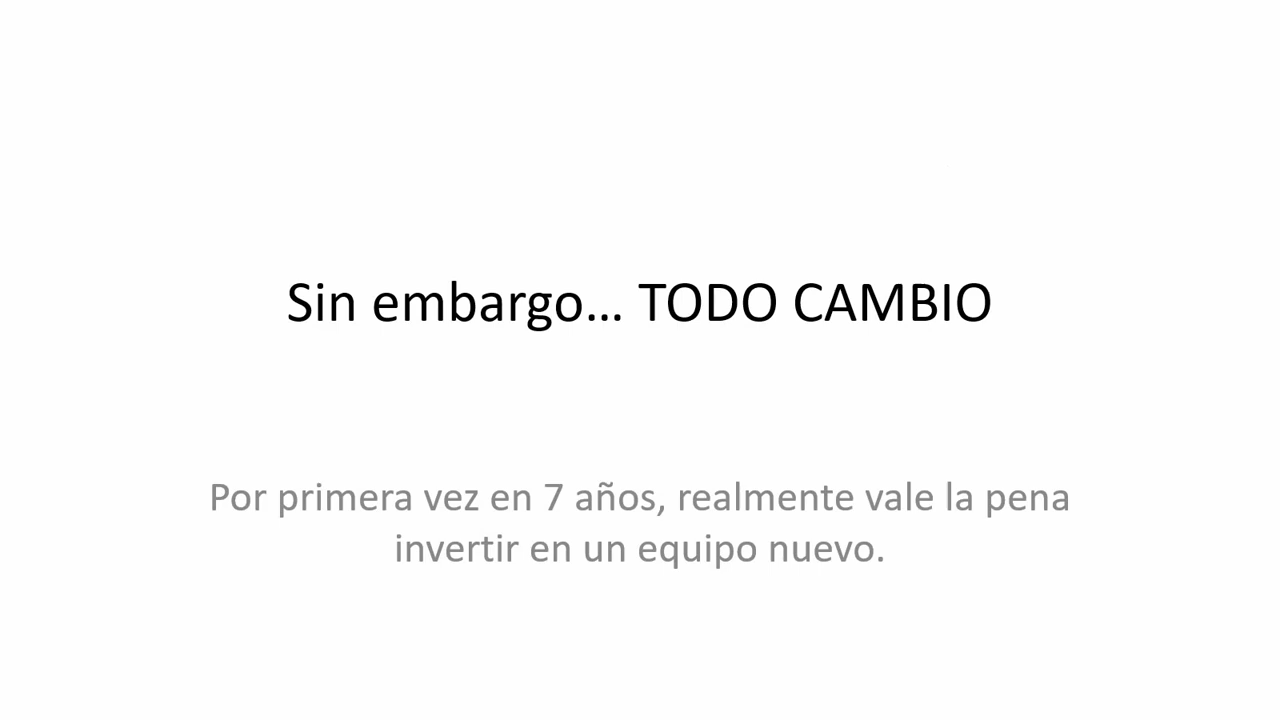 Sin embargo… TODO CAMBIO
Por primera vez en 7 años, realmente vale la pena
invertir en un equipo nuevo.